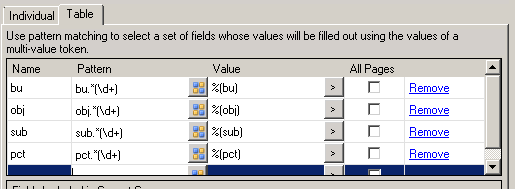 Individual Table
Use pattern matching to select a set of fields whose values will be filled out using the values of a
multi-value token.
Name Pattern Value All Pages
bu bu.*(\d+) %(bu) > Remove
obj obj.*(\d+) %(obj) > Remove
sub sub.*(\d+) %(sub) > Remove
pct pct.*(\d+) %(pct) > Remove